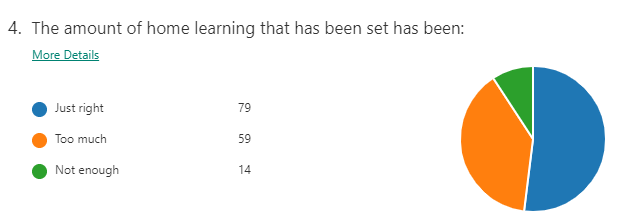 4. The amount of home learning that has been set has been:
More Details
Just right 79
Too much 59
Not enough 14